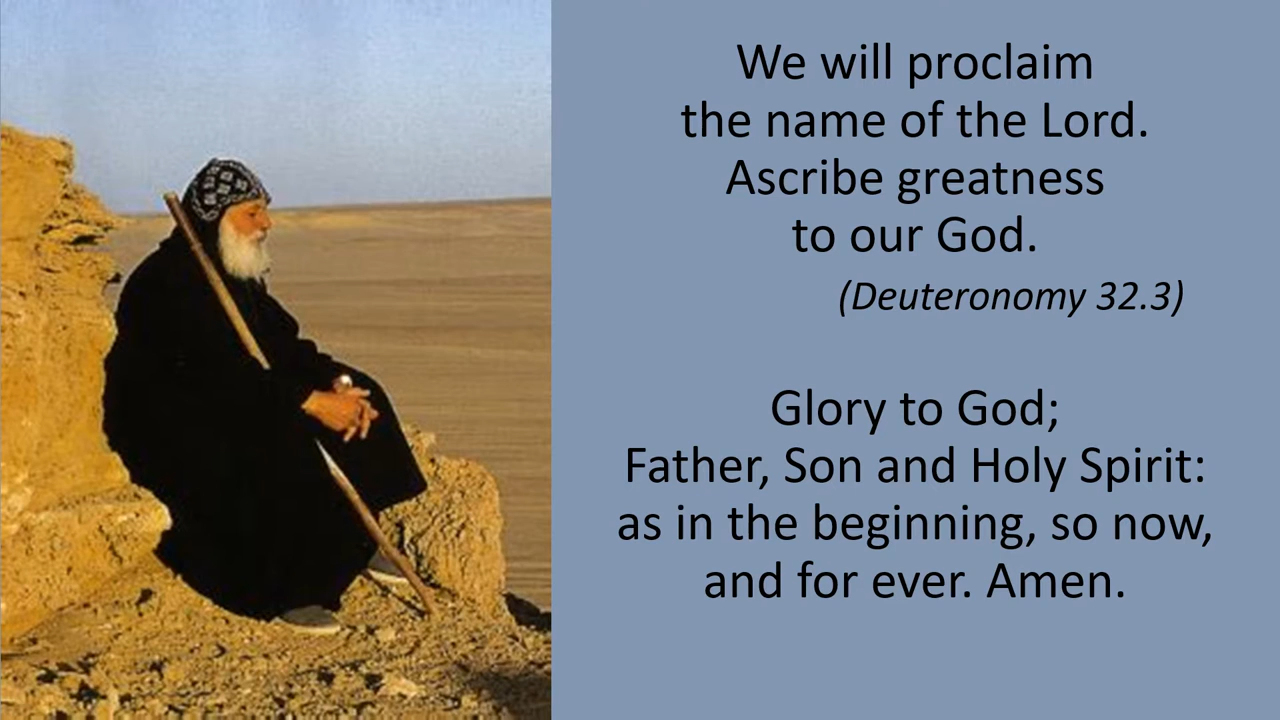 We will proclaim
the name of the Lord.
Ascribe greatness
to our God.
(Deuteronomy 32.3)
Glory to God;
Father, Son and Holy Spirit:
as in the beginning, so now,
and for ever. Amen.